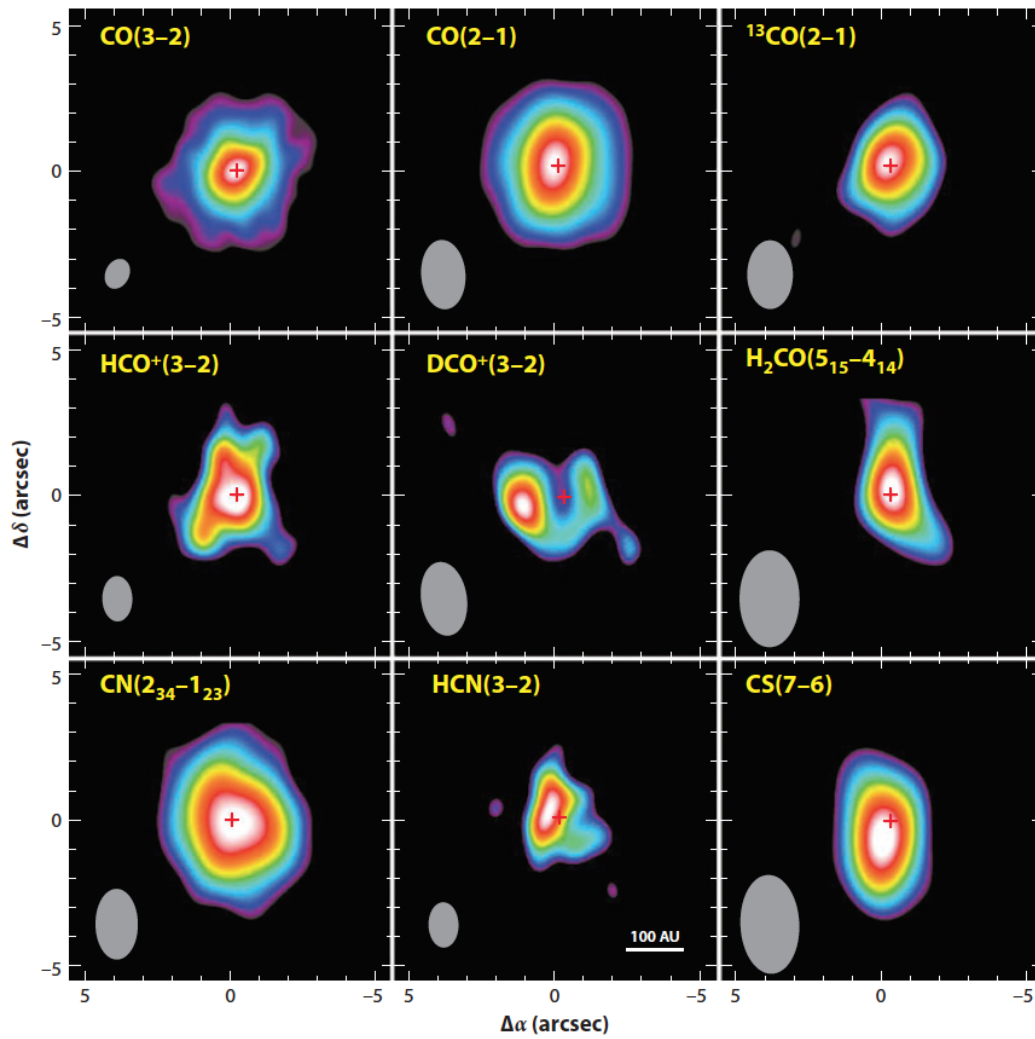 CO(3–2)
CO(2–1)
¹³CO(2–1)
5
0
−5
HCO⁺(3–2)
DCO⁺(3–2)
H₂CO(5₁₅–4₁₄)
5
0
−5
Δδ (arcsec)
CN(2₃₄–1₂₃)
HCN(3–2)
CS(7–6)
5
0
−5
100 AU
5 0 −5 5 0 −5 5 0 −5
Δα (arcsec)